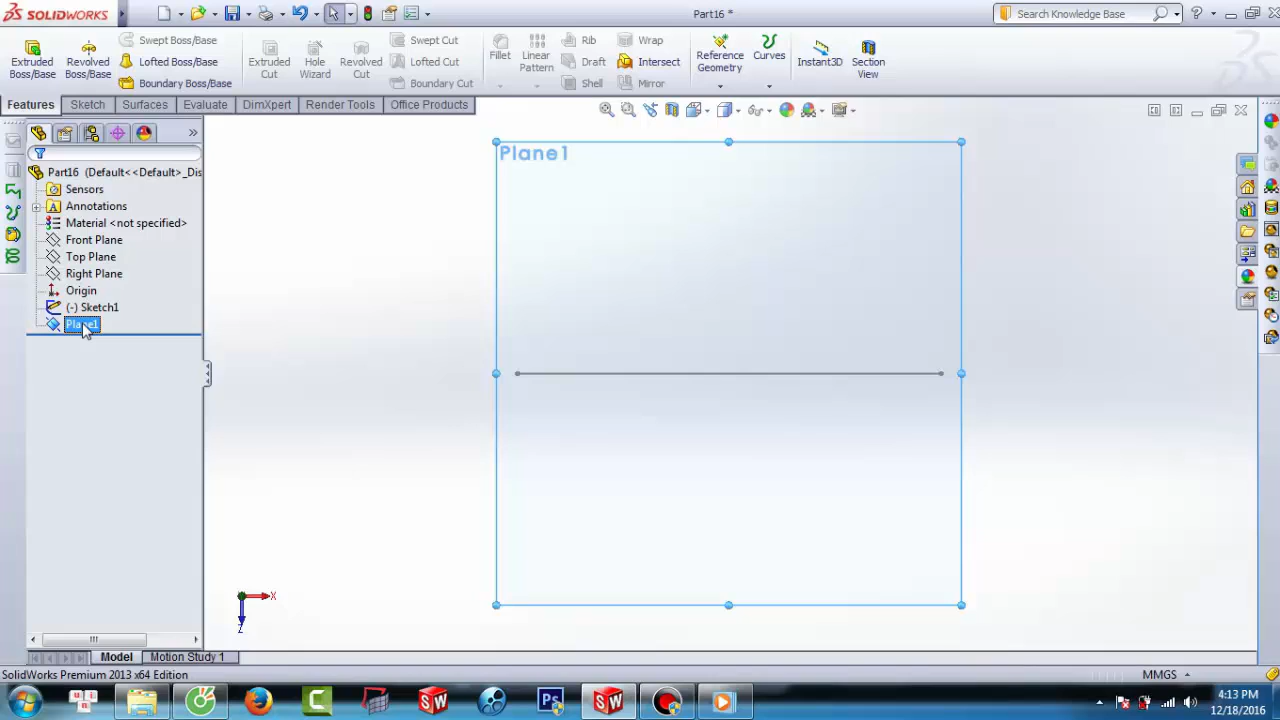 SOLIDWORKS
Part16 *
Search Knowledge Base
Extruded Boss/Base
Revolved Boss/Base
Swept Boss/Base
Lofted Boss/Base
Boundary Boss/Base
Extruded Cut
Hole Wizard
Revolved Cut
Swept Cut
Lofted Cut
Boundary Cut
Fillet
Linear Pattern
Rib
Draft
Shell
Wrap
Intersect
Mirror
Reference Geometry
Curves
Instant3D
Section View
Features
Sketch
Surfaces
Evaluate
DimXpert
Render Tools
Office Products
Part16 (Default<<Default>_Dis
Sensors
Annotations
Material <not specified>
Front Plane
Top Plane
Right Plane
Origin
(-) Sketch1
Plane1
Plane1
X
Z
Model
Motion Study 1
SolidWorks Premium 2013 x64 Edition
MMGS
4:13 PM
12/18/2016